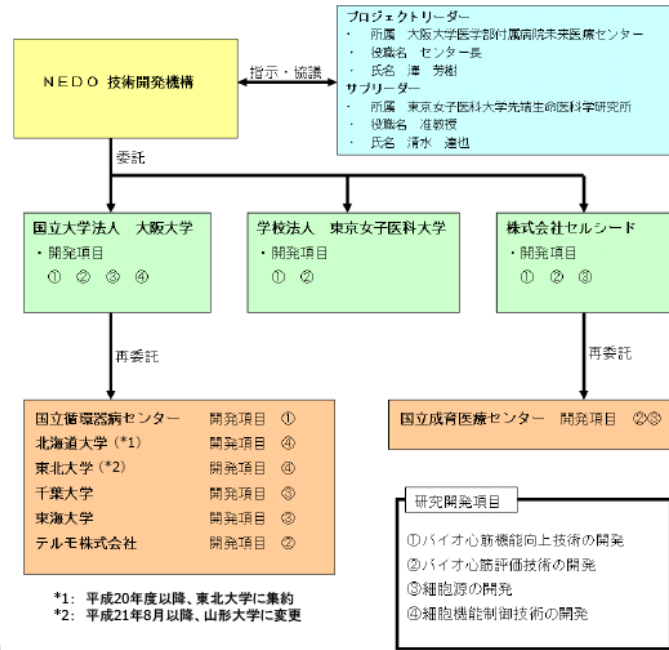 プロジェクトリーダー
・ 所属 大阪大学医学部付属病院未来医療センター
・ 役職名 センター長
・ 氏名 澤 芳樹
サブリーダー
・ 所属 東京女子医科大学先端生命医科学研究所
・ 役職名 准教授
・ 氏名 清水 達也
NEDO 技術開発機構
指示・協議
委託
国立大学法人 大阪大学
・開発項目
① ② ③ ④
学校法人 東京女子医科大学
・開発項目
① ②
株式会社セルシード
・開発項目
① ② ③
再委託
再委託
国立循環器病センター 開発項目 ①
北海道大学(*1) 開発項目 ④
東北大学(*2) 開発項目 ④
千葉大学 開発項目 ③
東海大学 開発項目 ③
テルモ株式会社 開発項目 ②
国立成育医療センター 開発項目 ②③
研究開発項目
①バイオ心筋機能向上技術の開発
②バイオ心筋評価技術の開発
③細胞源の開発
④細胞機能制御技術の開発
*1: 平成20年度以降、東北大学に集約
*2: 平成21年8月以降、山形大学に変更